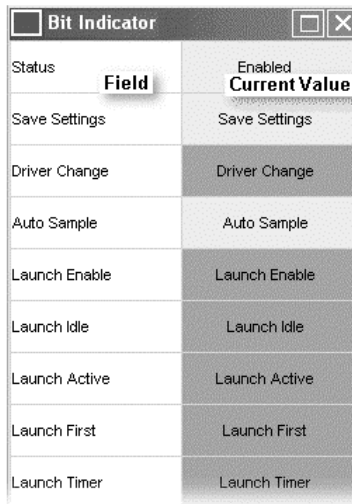 Bit Indicator
Status Enabled
Field Current Value
Save Settings Save Settings
Driver Change Driver Change
Auto Sample Auto Sample
Launch Enable Launch Enable
Launch Idle Launch Idle
Launch Active Launch Active
Launch First Launch First
Launch Timer Launch Timer